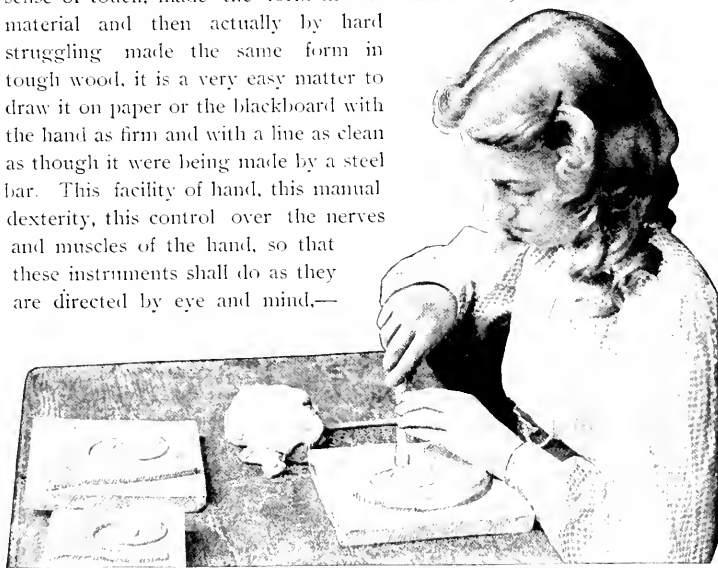 material and then actually by hard
struggling made the same form in
tough wood, it is a very easy matter to
draw it on paper or the blackboard with
the hand as firm and with a line as clean
as though it were being made by a steel
bar. This facility of hand, this manual
dexterity, this control over the nerves
and muscles of the hand, so that
these instruments shall do as they
are directed by eye and mind,—